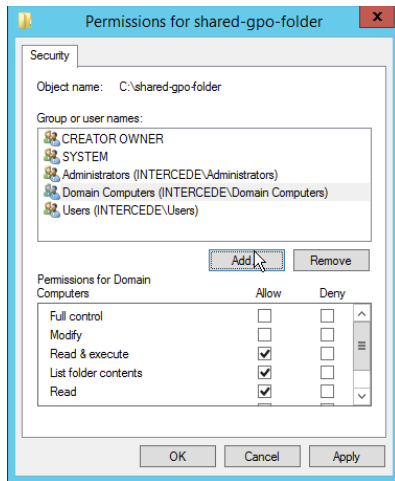 Permissions for shared-gpo-folder
x
Security
Object name: C:\shared-gpo-folder
Group or user names:
CREATOR OWNER
SYSTEM
Administrators (INTERCEDE\Administrators)
Domain Computers (INTERCEDE\Domain Computers)
Users (INTERCEDE\Users)
Add... Remove
Permissions for Domain
Computers Allow Deny
Full control
Modify
Read & execute
List folder contents
Read
OK Cancel Apply